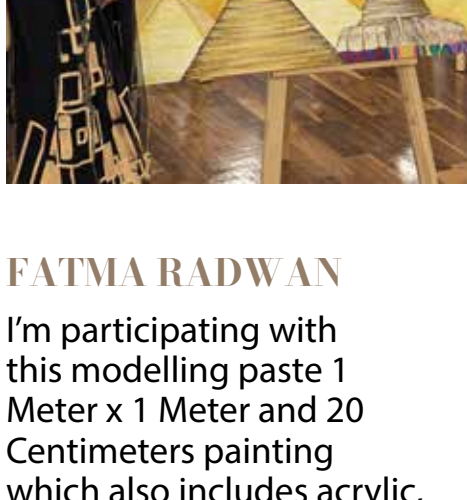 FATMA RADWAN
I'm participating with
this modelling paste 1
Meter x 1 Meter and 20
Centimeters painting
which also includes acrylic,